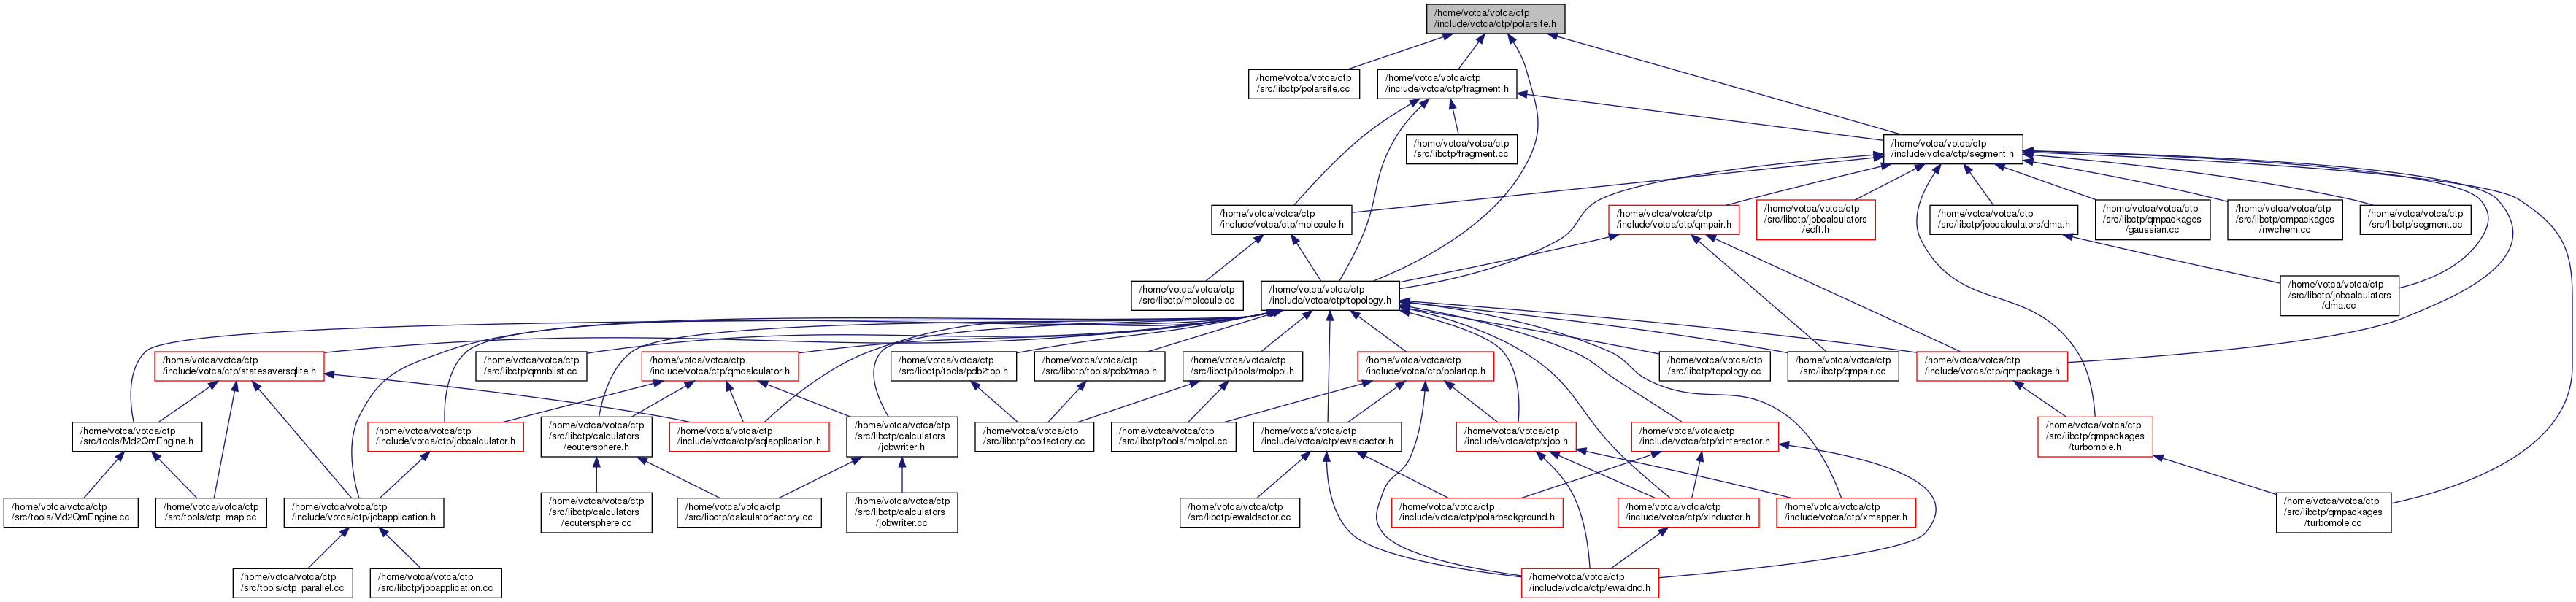 /home/votca/votca/ctp
/include/votca/ctp/polarsite.h
/home/votca/votca/ctp
/src/libctp/polarsite.cc
/home/votca/votca/ctp
/include/votca/ctp/fragment.h
/home/votca/votca/ctp
/src/libctp/fragment.cc
/home/votca/votca/ctp
/include/votca/ctp/segment.h
/home/votca/votca/ctp
/include/votca/ctp/molecule.h
/home/votca/votca/ctp
/include/votca/ctp/qmpair.h
/home/votca/votca/ctp
/src/libctp/jobcalculators
/edft.h
/home/votca/votca/ctp
/src/libctp/jobcalculators/dma.h
/home/votca/votca/ctp
/src/libctp/qmpackages
/gaussian.cc
/home/votca/votca/ctp
/src/libctp/qmpackages
/nwchem.cc
/home/votca/votca/ctp
/src/libctp/segment.cc
/home/votca/votca/ctp
/src/libctp/molecule.cc
/home/votca/votca/ctp
/include/votca/ctp/topology.h
/home/votca/votca/ctp
/src/libctp/jobcalculators
/dma.cc
/home/votca/votca/ctp
/include/votca/ctp/statesaversqlite.h
/home/votca/votca/ctp
/src/libctp/qmnblist.cc
/home/votca/votca/ctp
/include/votca/ctp/qmcalculator.h
/home/votca/votca/ctp
/src/libctp/tools/pdb2top.h
/home/votca/votca/ctp
/src/libctp/tools/pdb2map.h
/home/votca/votca/ctp
/src/libctp/tools/molpol.h
/home/votca/votca/ctp
/include/votca/ctp/polartop.h
/home/votca/votca/ctp
/src/libctp/topology.cc
/home/votca/votca/ctp
/src/libctp/qmpair.cc
/home/votca/votca/ctp
/include/votca/ctp/qmpackage.h
/home/votca/votca/ctp
/src/tools/Md2QmEngine.h
/home/votca/votca/ctp
/include/votca/ctp/jobcalculator.h
/home/votca/votca/ctp
/src/libctp/calculators
/eoutersphere.h
/home/votca/votca/ctp
/include/votca/ctp/sqlapplication.h
/home/votca/votca/ctp
/src/libctp/calculators
/jobwriter.h
/home/votca/votca/ctp
/src/libctp/toolfactory.cc
/home/votca/votca/ctp
/src/libctp/tools/molpol.cc
/home/votca/votca/ctp
/include/votca/ctp/ewaldactor.h
/home/votca/votca/ctp
/include/votca/ctp/xjob.h
/home/votca/votca/ctp
/include/votca/ctp/xinteractor.h
/home/votca/votca/ctp
/src/libctp/qmpackages
/turbomole.h
/home/votca/votca/ctp
/src/tools/Md2QmEngine.cc
/home/votca/votca/ctp
/src/tools/ctp_map.cc
/home/votca/votca/ctp
/include/votca/ctp/jobapplication.h
/home/votca/votca/ctp
/src/libctp/calculators
/eoutersphere.cc
/home/votca/votca/ctp
/src/libctp/calculatorfactory.cc
/home/votca/votca/ctp
/src/libctp/calculators
/jobwriter.cc
/home/votca/votca/ctp
/src/libctp/ewaldactor.cc
/home/votca/votca/ctp
/include/votca/ctp/polarbackground.h
/home/votca/votca/ctp
/include/votca/ctp/xinductor.h
/home/votca/votca/ctp
/include/votca/ctp/xmapper.h
/home/votca/votca/ctp
/src/libctp/qmpackages
/turbomole.cc
/home/votca/votca/ctp
/src/tools/ctp_parallel.cc
/home/votca/votca/ctp
/src/libctp/jobapplication.cc
/home/votca/votca/ctp
/include/votca/ctp/ewaldnd.h